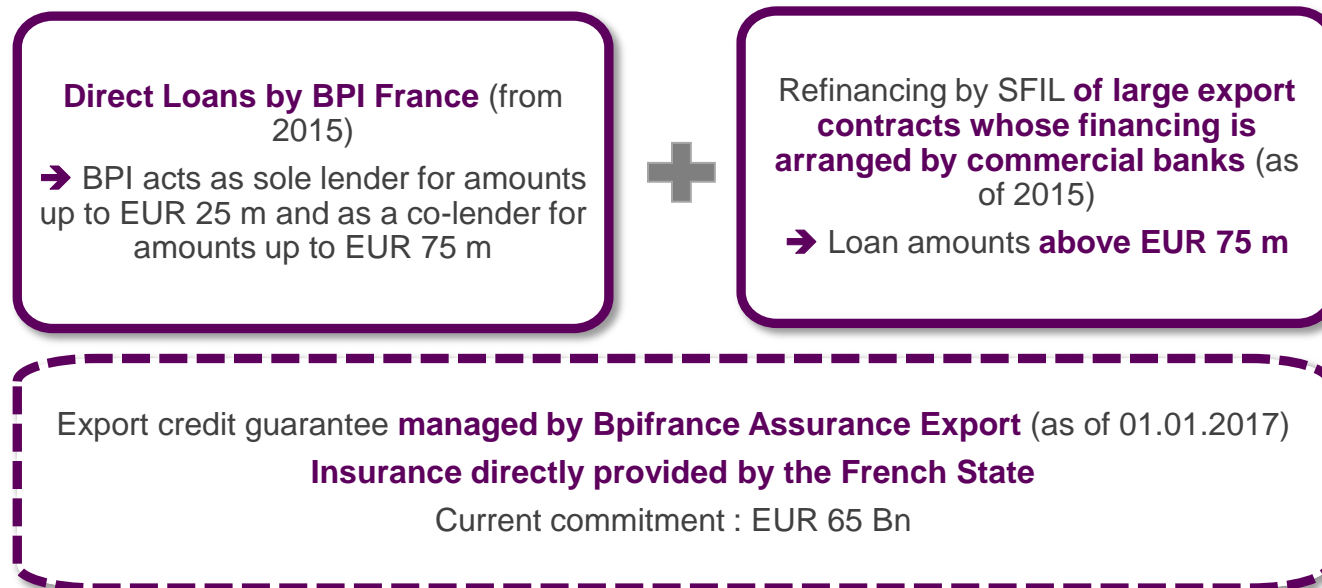 Direct Loans by BPI France (from
2015)
➔ BPI acts as sole lender for amounts
up to EUR 25 m and as a co-lender for
amounts up to EUR 75 m
Refinancing by SFIL of large export
contracts whose financing is
arranged by commercial banks (as
of 2015)
➔ Loan amounts above EUR 75 m
Export credit guarantee managed by Bpifrance Assurance Export (as of 01.01.2017)
Insurance directly provided by the French State
Current commitment : EUR 65 Bn